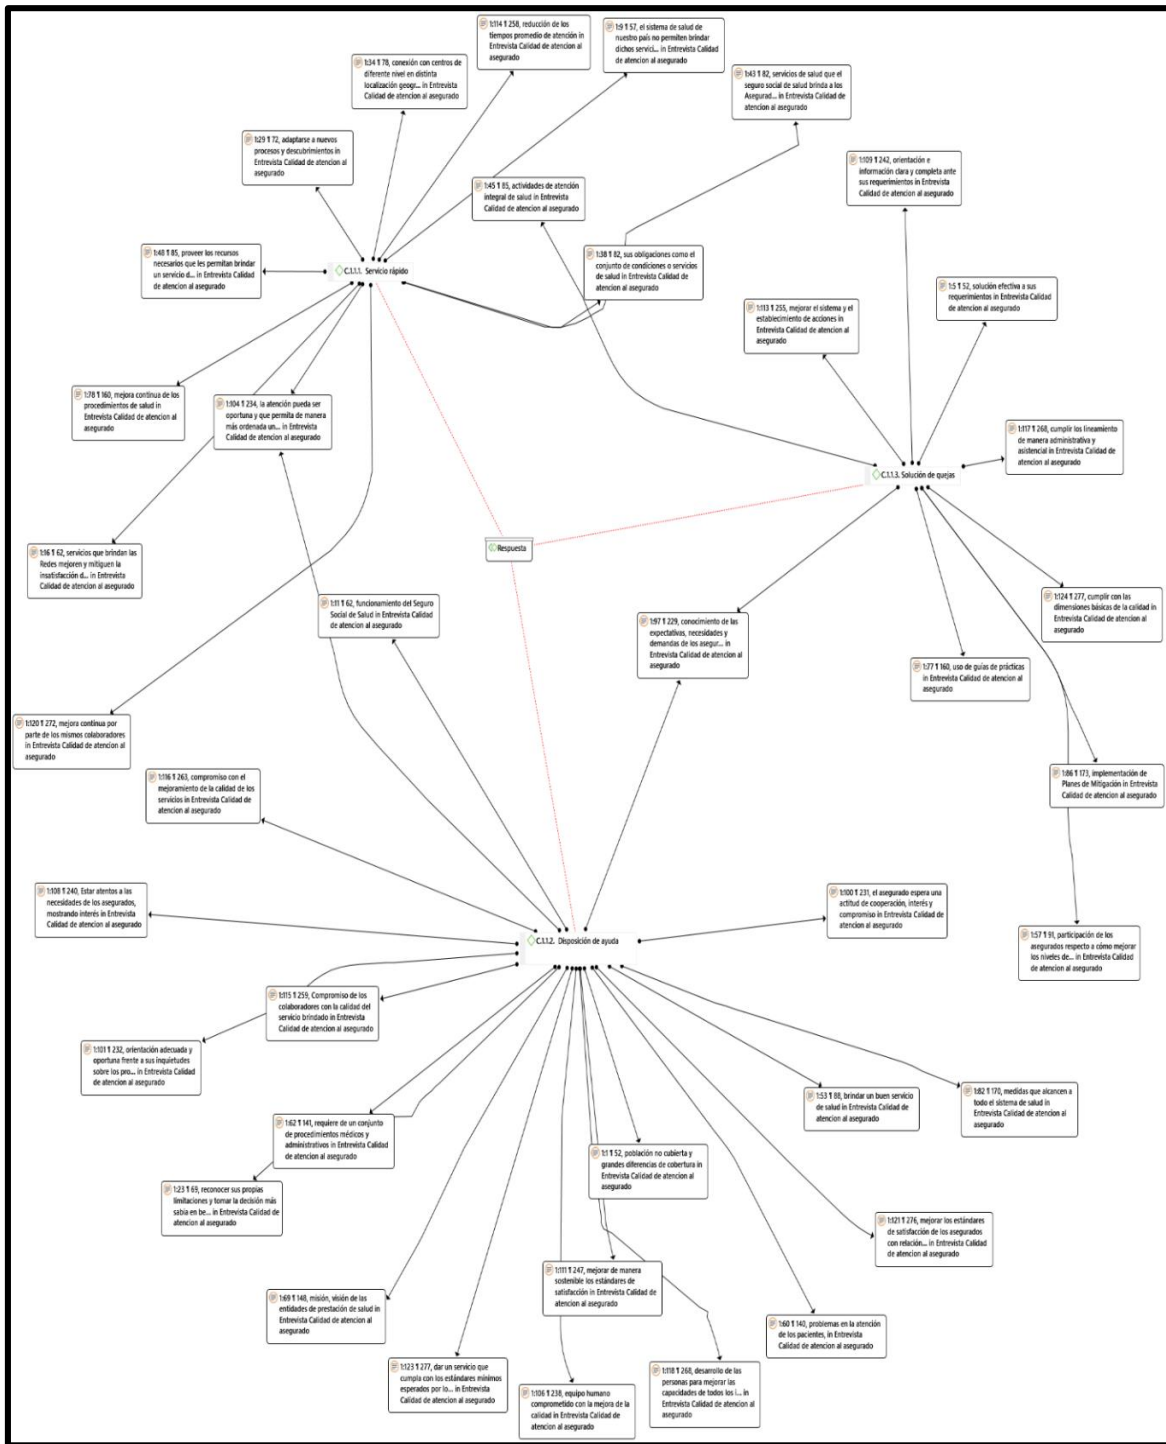 1:114 ¶ 258, reducción de los
tiempos promedio de atención in
Entrevista Calidad de atencion al
asegurado
1:9 ¶ 57, el sistema de salud de
nuestro país no permiten brindar
dichos servici... in Entrevista Calidad
de atención al asegurado
1:34 ¶ 78, conexión con centros de
diferente nivel en distinta
localización geogr... in Entrevista
Calidad de atencion al asegurado
1:43 ¶ 82, servicios de salud que el
seguro social de salud brinda a los
Asegurad... in Entrevista Calidad de
atencion al asegurado
1:29 ¶ 72, adaptarse a nuevos
procesos y descubrimientos in
Entrevista Calidad de atencion al
asegurado
1:109 ¶ 242, orientación e
información clara y completa ante
sus requerimientos in Entrevista
Calidad de atencion al asegurado
1:45 ¶ 85, actividades de atención
integral de salud in Entrevista
Calidad de atencion al asegurado
1:48 ¶ 85, proveer los recursos
necesarios que les permitan brindar
un servicio d... in Entrevista Calidad
de atencion al asegurado
C.1.1.1. Servicio rápido
1:38 ¶ 82, sus obligaciones como el
conjunto de condiciones o servicios
de salud in Entrevista Calidad de
atencion al asegurado
1:5 ¶ 52, solución efectiva a sus
requerimientos in Entrevista Calidad
de atencion al asegurado
1:113 ¶ 255, mejorar el sistema y el
establecimiento de acciones in
Entrevista Calidad de atencion al
asegurado
1:78 ¶ 160, mejora continua de los
procedimientos de salud in
Entrevista Calidad de atencion al
asegurado
1:104 ¶ 234, la atención pueda ser
oportuna y que permita de manera
más ordenada un... in Entrevista
Calidad de atencion al asegurado
1:117 ¶ 268, cumplir los lineamiento
de manera administrativa y
asistencial in Entrevista Calidad de
atencion al asegurado
C.1.1.3. Solución de quejas
1:16 ¶ 62, servicios que brindan las
Redes mejoren y mitiguen la
insatisfacción d... in Entrevista
Calidad de atencion al asegurado
Respuesta
1:11 ¶ 62, funcionamiento del Seguro
Social de Salud in Entrevista Calidad
de atencion al asegurado
1:97 ¶ 229, conocimiento de las
expectativas, necesidades y
demandas de los asegur... in
Entrevista Calidad de atencion al
asegurado
1:124 ¶ 277, cumplir con las
dimensiones básicas de la calidad in
Entrevista Calidad de atencion al
asegurado
1:77 ¶ 160, uso de guías de prácticas
in Entrevista Calidad de atencion al
asegurado
1:120 ¶ 272, mejora continua por
parte de los mismos colaboradores
in Entrevista Calidad de atencion al
asegurado
1:116 ¶ 263, compromiso con el
mejoramiento de la calidad de los
servicios in Entrevista Calidad de
atencion al asegurado
1:86 ¶ 173, implementación de
Planes de Mitigación in Entrevista
Calidad de atencion al asegurado
1:108 ¶ 240, Estar atentos a las
necesidades de los asegurados,
mostrando interés in Entrevista
Calidad de atencion al asegurado
1:100 ¶ 231, el asegurado espera una
actitud de cooperación, interés y
compromiso in Entrevista Calidad de
atencion al asegurado
C.1.1.2. Disposición de ayuda
1:57 ¶ 91, participación de los
asegurados respecto a cómo mejorar
los niveles de... in Entrevista Calidad
de atencion al asegurado
1:115 ¶ 259, Compromiso de los
colaboradores con la calidad del
servicio brindado in Entrevista
Calidad de atencion al asegurado
1:101 ¶ 232, orientación adecuada y
oportuna frente a sus inquietudes
sobre los pro... in Entrevista Calidad
de atencion al asegurado
1:53 ¶ 88, brindar un buen servicio
de salud in Entrevista Calidad de
atencion al asegurado
1:82 ¶ 170, medidas que alcancen a
todo el sistema de salud in
Entrevista Calidad de atencion al
asegurado
1:62 ¶ 141, requiere de un conjunto
de procedimientos médicos y
administrativos in Entrevista Calidad
de atencion al asegurado
1:1 ¶ 52, población no cubierta y
grandes diferencias de cobertura in
Entrevista Calidad de atencion al
asegurado
1:23 ¶ 69, reconocer sus propias
limitaciones y tomar la decisión más
sabia en be... in Entrevista Calidad de
atencion al asegurado
1:121 ¶ 276, mejorar los estándares
de satisfacción de los asegurados
con relación... in Entrevista Calidad
de atencion al asegurado
1:111 ¶ 247, mejorar de manera
sostenible los estándares de
satisfacción in Entrevista Calidad de
atencion al asegurado
1:69 ¶ 148, misión, visión de las
entidades de prestación de salud in
Entrevista Calidad de atencion al
asegurado
1:60 ¶ 140, problemas en la atención
de los pacientes, in Entrevista
Calidad de atencion al asegurado
1:123 ¶ 277, dar un servicio que
cumpla con los estándares mínimos
esperados por lo... in Entrevista
Calidad de atencion al asegurado
1:118 ¶ 268, desarrollo de las
personas para mejorar las
capacidades de todos los i... in
Entrevista Calidad de atencion al
asegurado
1:106 ¶ 238, equipo humano
comprometido con la mejora de la
calidad in Entrevista Calidad de
atencion al asegurado